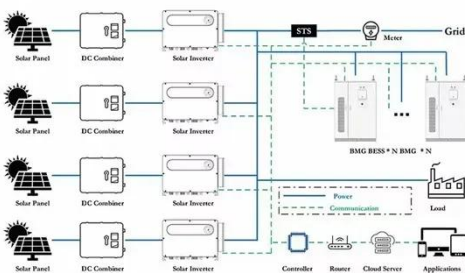 STS
Meter
Grid
Solar Panel DC Combiner Solar Inverter
Solar Panel DC Combiner Solar Inverter
BMG BESS * N BMG * N
Solar Panel DC Combiner Solar Inverter
Power
Communication
Load
Solar Panel DC Combiner Solar Inverter
Controller Router Cloud Server Applications